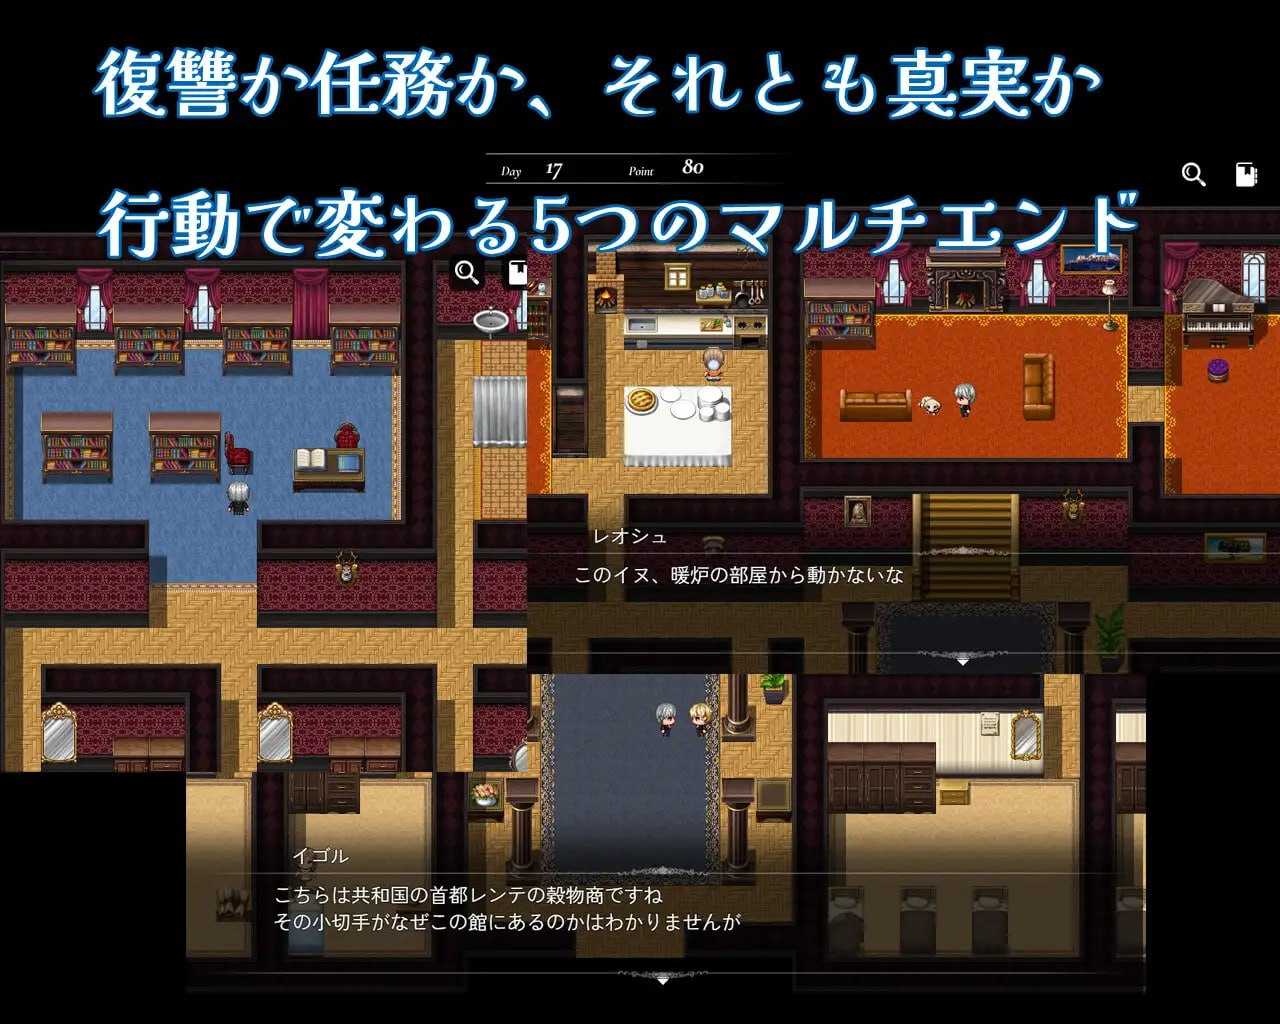 復讐か任務か、それとも真実か
Day 17 Point 80
行動で変わる5つのマルチエンド
レオシュ
このイヌ、暖炉の部屋から動かないな
イゴル
こちらは共和国の首都レンテの穀物商ですね
その小切手がなぜこの館にあるのかはわかりませんが